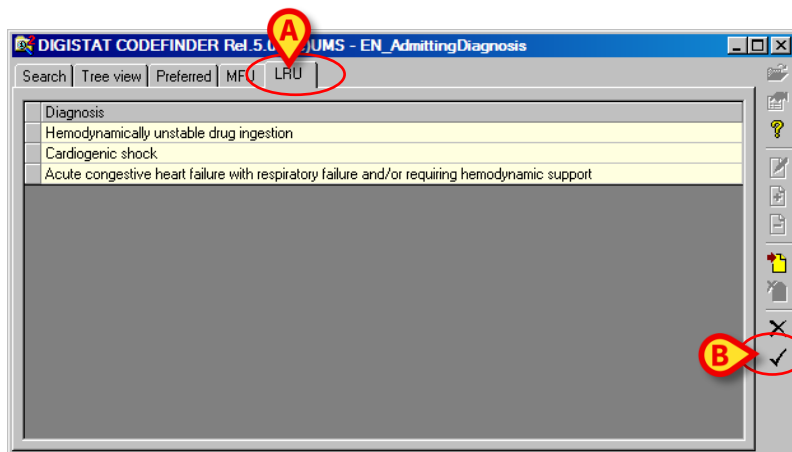 A
DIGISTAT CODEFINDER Rel.5.0 UMS - EN_AdmittingDiagnosis
Search Tree view Preferred MFU LRU
Diagnosis
Hemodynamically unstable drug ingestion
Cardiogenic shock
Acute congestive heart failure with respiratory failure and/or requiring hemodynamic support
B